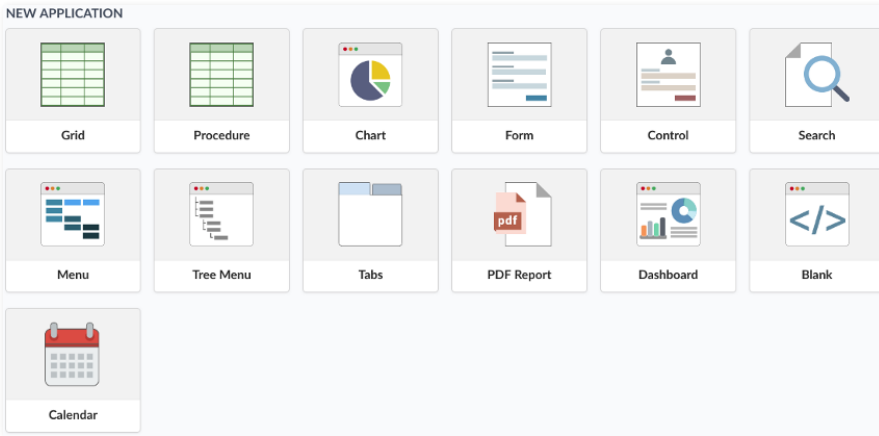 NEW APPLICATION
Grid
Procedure
Chart
Form
Control
Search
Menu
Tree Menu
Tabs
pdf
PDF Report
Dashboard
</>
Blank
Calendar